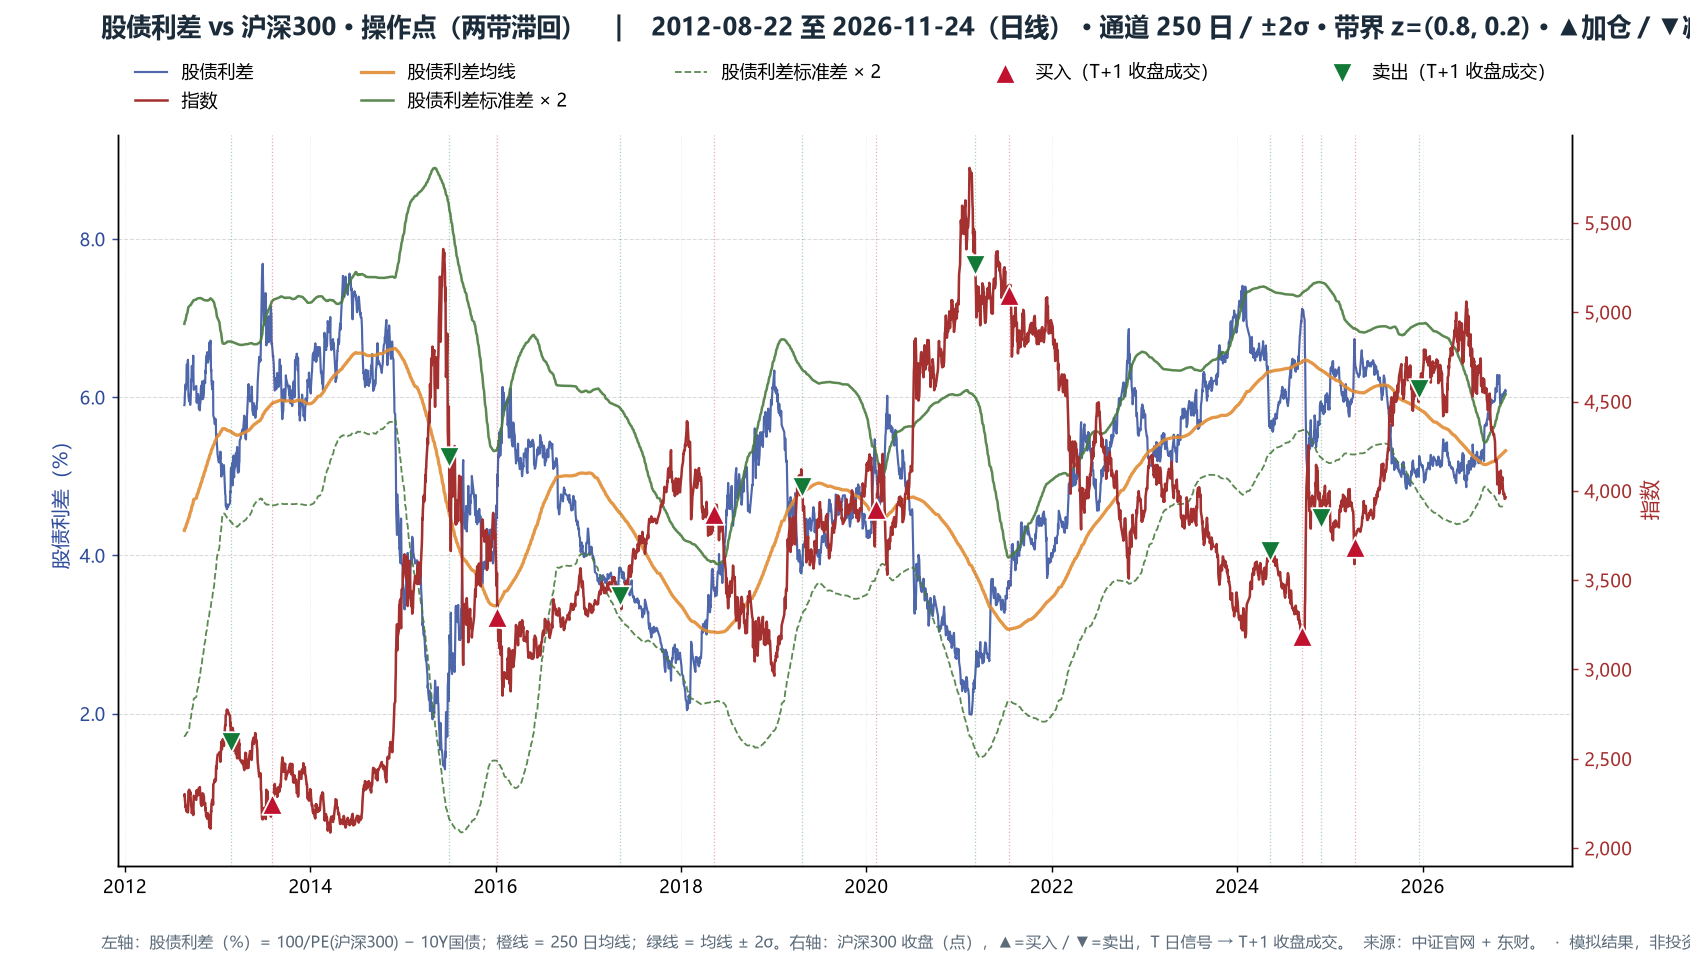 股债利差 vs 沪深300 • 操作点（两带滞回） | 2012-08-22 至 2026-11-24（日线） • 通道 250 日 / ±2σ • 带界 z=(0.8, 0.2) • ▲加仓 / ▼
股债利差 股债利差均线 股债利差标准差 × 2 买入（T+1 收盘成交） 卖出（T+1 收盘成交）
指数 股债利差标准差 × 2
股债利差（%）
8.0
6.0
4.0
2.0
5,500
5,000
4,500
4,000
3,500
3,000
2,500
2,000
指数
2012 2014 2016 2018 2020 2022 2024 2026
左轴：股债利差（%）= 100/PE(沪深300) − 10Y国债；橙线 = 250 日均线；绿线 = 均线 ± 2σ。右轴：沪深300 收盘（点），▲=买入 / ▼=卖出，T 日信号 → T+1 收盘成交。 来源：中证官网 + 东财。 · 模拟结果，非投